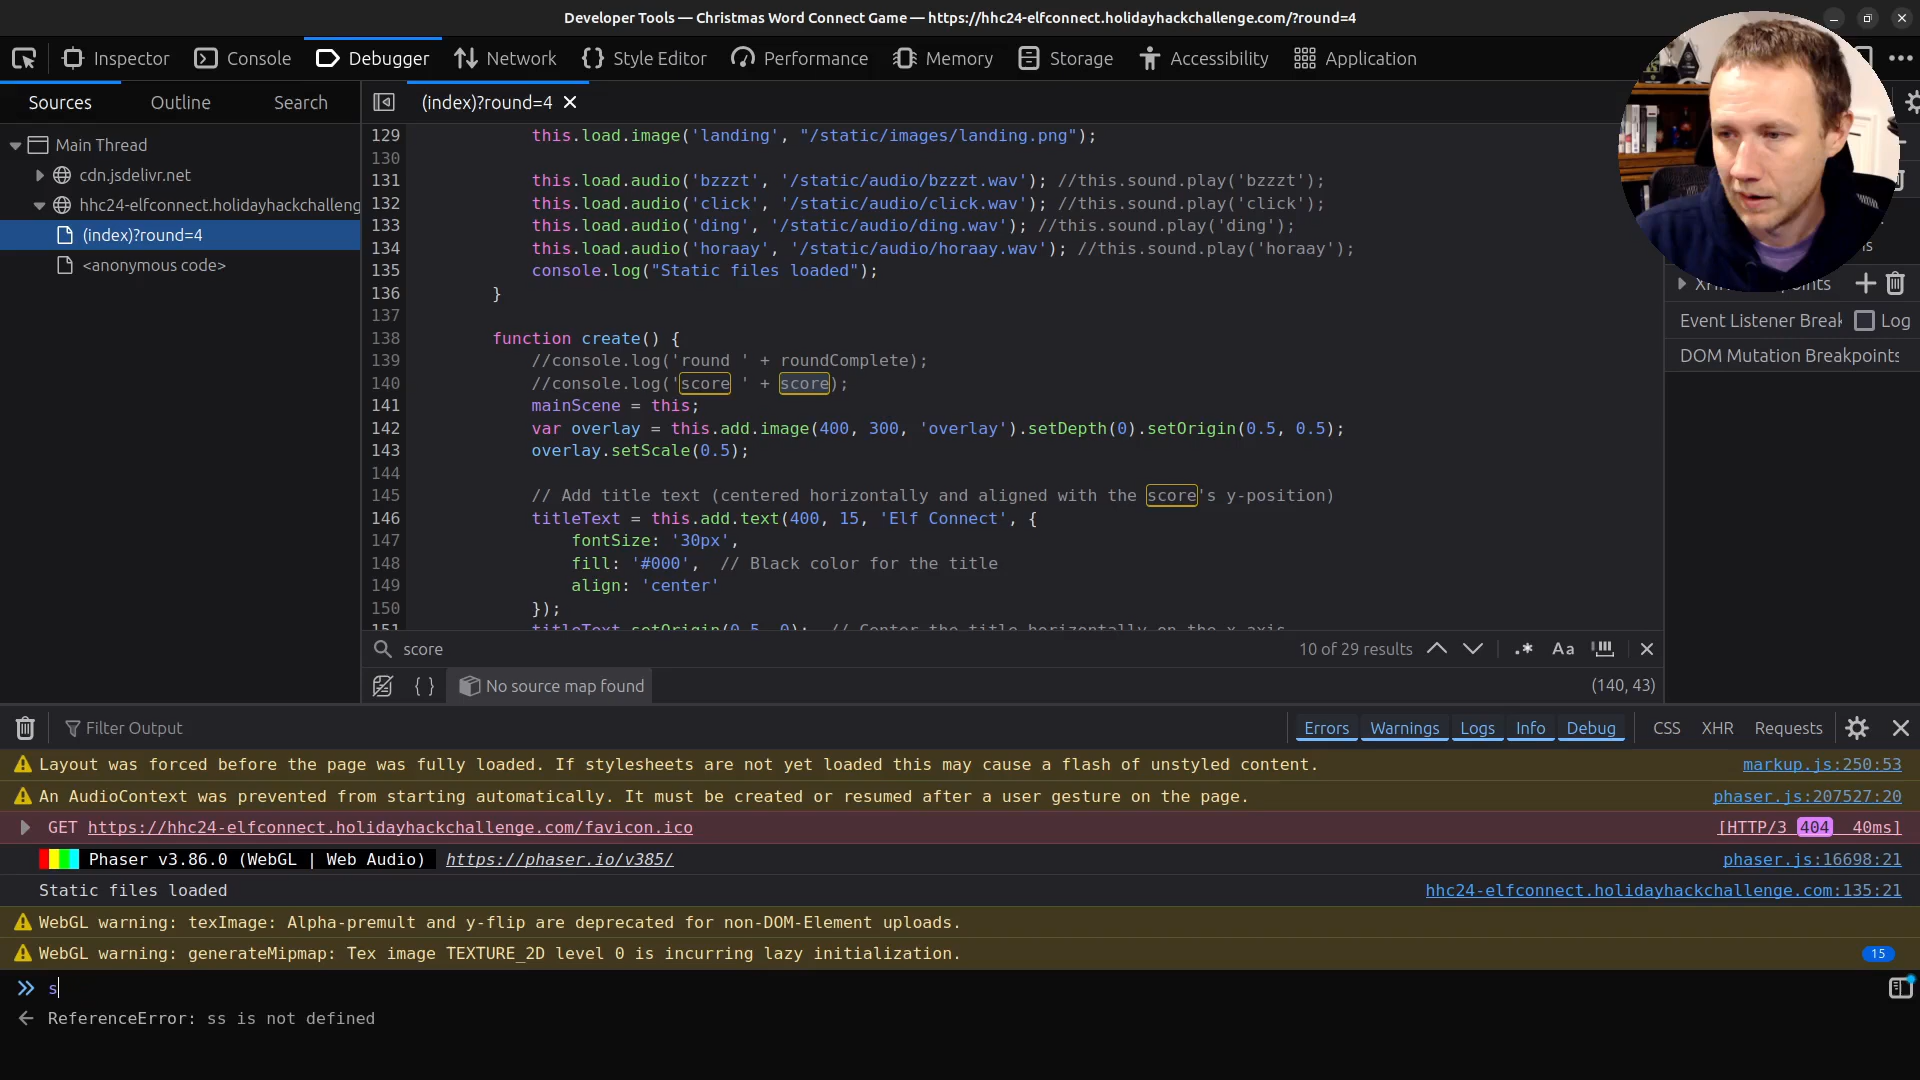 Developer Tools — Christmas Word Connect Game — https://hhc24-elfconnect.holidayhackchallenge.com/?round=4
Inspector Console Debugger Network Style Editor Performance Memory Storage Accessibility Application
Sources Outline Search
(index)?round=4
Main Thread
cdn.jsdelivr.net
hhc24-elfconnect.holidayhackchalleng
(index)?round=4
<anonymous code>
129 this.load.image('landing', "/static/images/landing.png");
130
131 this.load.audio('bzzzt', '/static/audio/bzzzt.wav'); //this.sound.play('bzzzt');
132 this.load.audio('click', '/static/audio/click.wav'); //this.sound.play('click');
133 this.load.audio('ding', '/static/audio/ding.wav'); //this.sound.play('ding');
134 this.load.audio('horaay', '/static/audio/horaay.wav'); //this.sound.play('horaay');
135 console.log("Static files loaded");
136 }
137
138 function create() {
139 //console.log('round ' + roundComplete);
140 //console.log('score ' + score);
141 mainScene = this;
142 var overlay = this.add.image(400, 300, 'overlay').setDepth(0).setOrigin(0.5, 0.5);
143 overlay.setScale(0.5);
144
145 // Add title text (centered horizontally and aligned with the score's y-position)
146 titleText = this.add.text(400, 15, 'Elf Connect', {
147 fontSize: '30px',
148 fill: '#000', // Black color for the title
149 align: 'center'
150 });
151 titleText.setOrigin(0.5, 0); // Center the title horizontally on the x-axis
score 10 of 29 results .* Aa
{ } No source map found (140, 43)
Event Listener Break Log
DOM Mutation Breakpoints
Filter Output Errors Warnings Logs Info Debug CSS XHR Requests
Layout was forced before the page was fully loaded. If stylesheets are not yet loaded this may cause a flash of unstyled content. markup.js:250:53
An AudioContext was prevented from starting automatically. It must be created or resumed after a user gesture on the page. phaser.js:207527:20
GET https://hhc24-elfconnect.holidayhackchallenge.com/favicon.ico [HTTP/3 404 40ms]
Phaser v3.86.0 (WebGL | Web Audio) https://phaser.io/v385/ phaser.js:16698:21
Static files loaded hhc24-elfconnect.holidayhackchallenge.com:135:21
WebGL warning: texImage: Alpha-premult and y-flip are deprecated for non-DOM-Element uploads.
WebGL warning: generateMipmap: Tex image TEXTURE_2D level 0 is incurring lazy initialization. 15
s
ReferenceError: ss is not defined